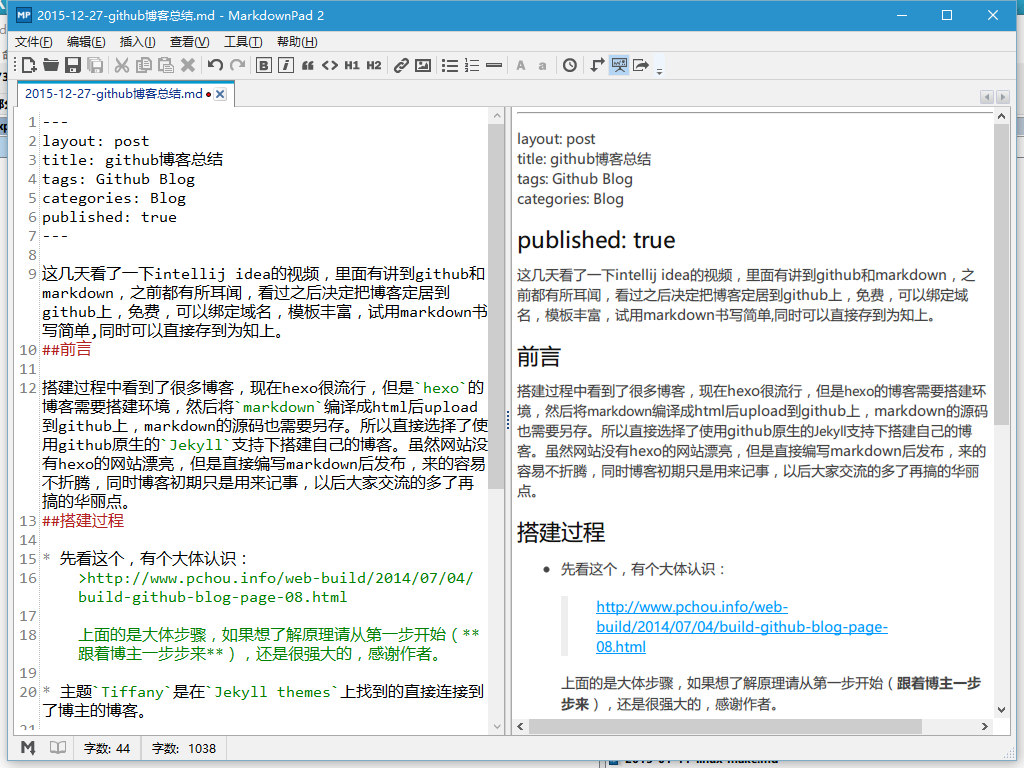 2015-12-27-github博客总结.md - MarkdownPad 2
文件(F) 编辑(E) 插入(I) 查看(V) 工具(T) 帮助(H)
B i H1 H2 A a
2015-12-27-github博客总结.md
1 ---
2 layout: post
3 title: github博客总结
4 tags: Github Blog
5 categories: Blog
6 published: true
7 ---
8
9 这几天看了一下intellij idea的视频，里面有讲到github和
markdown，之前都有所耳闻，看过之后决定把博客定居到
github上，免费，可以绑定域名，模板丰富，试用markdown书
写简单,同时可以直接存到为知上。
10 ##前言
11
12 搭建过程中看到了很多博客，现在hexo很流行，但是`hexo`的
博客需要搭建环境，然后将`markdown`编译成html后upload
到github上，markdown的源码也需要另存。所以直接选择了使
用github原生的`Jekyll`支持下搭建自己的博客。虽然网站没
有hexo的网站漂亮，但是直接编写markdown后发布，来的容易
不折腾，同时博客初期只是用来记事，以后大家交流的多了再
搞的华丽点。
13 ##搭建过程
14
15 * 先看这个，有个大体认识：
16 >http://www.pchou.info/web-build/2014/07/04/
build-github-blog-page-08.html
17
18 上面的是大体步骤，如果想了解原理请从第一步开始（**
跟着博主一步步来**），还是很强大的，感谢作者。
19
20 * 主题`Tiffany`是在`Jekyll themes`上找到的直接连接到
了博主的博客。
21
layout: post
title: github博客总结
tags: Github Blog
categories: Blog
published: true
这几天看了一下intellij idea的视频，里面有讲到github和markdown，之
前都有所耳闻，看过之后决定把博客定居到github上，免费，可以绑定域
名，模板丰富，试用markdown书写简单,同时可以直接存到为知上。
前言
搭建过程中看到了很多博客，现在hexo很流行，但是hexo的博客需要搭建环
境，然后将markdown编译成html后upload到github上，markdown的源码
也需要另存。所以直接选择了使用github原生的Jekyll支持下搭建自己的博
客。虽然网站没有hexo的网站漂亮，但是直接编写markdown后发布，来的
容易不折腾，同时博客初期只是用来记事，以后大家交流的多了再搞的华丽
点。
搭建过程
• 先看这个，有个大体认识：
http://www.pchou.info/web-
build/2014/07/04/build-github-blog-page-
08.html
上面的是大体步骤，如果想了解原理请从第一步开始（跟着博主一步
步来），还是很强大的，感谢作者。
字数: 44 字数: 1038